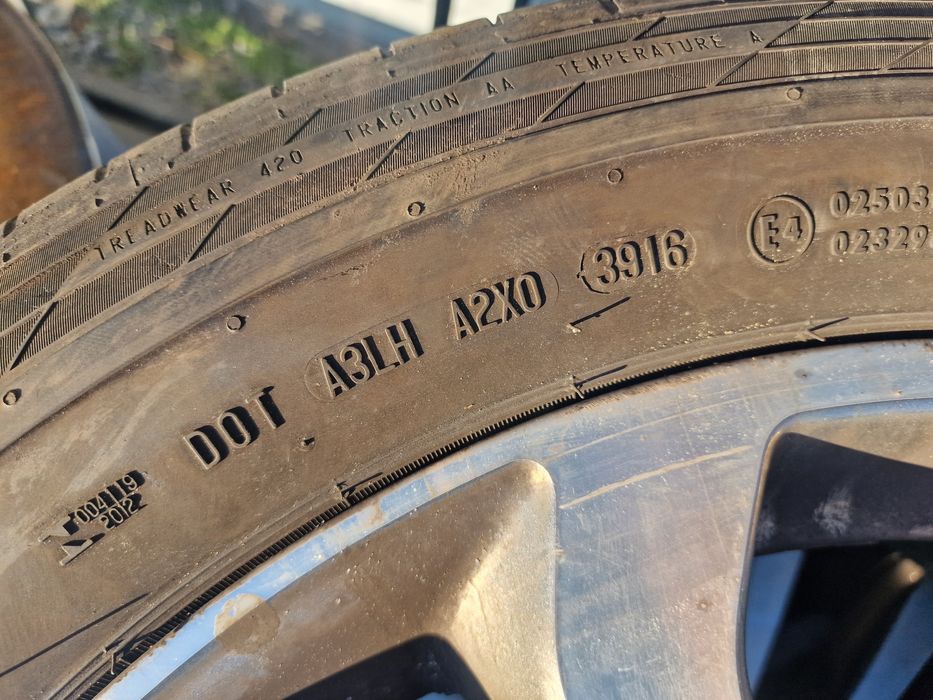 TREADWEAR 420 TRACTION AA TEMPERATURE A
DOT A3LH A2X0 3916
E4
02503
02329
004119
2012